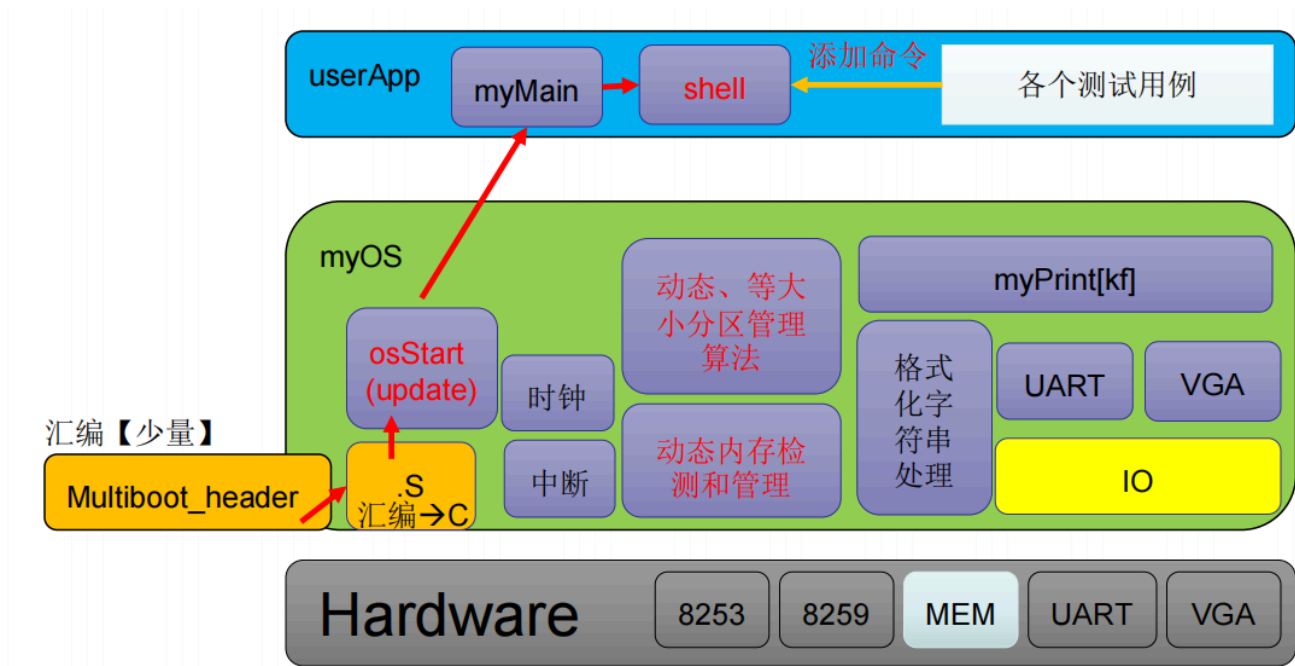 userApp
myMain
shell
添加命令
各个测试用例
myOS
osStart
(update)
时钟
中断
动态、等大
小分区管理
算法
动态内存检
测和管理
myPrint[kf]
格式
化字
符串
处理
UART
VGA
IO
汇编【少量】
Multiboot_header
.S
汇编→C
Hardware
8253
8259
MEM
UART
VGA